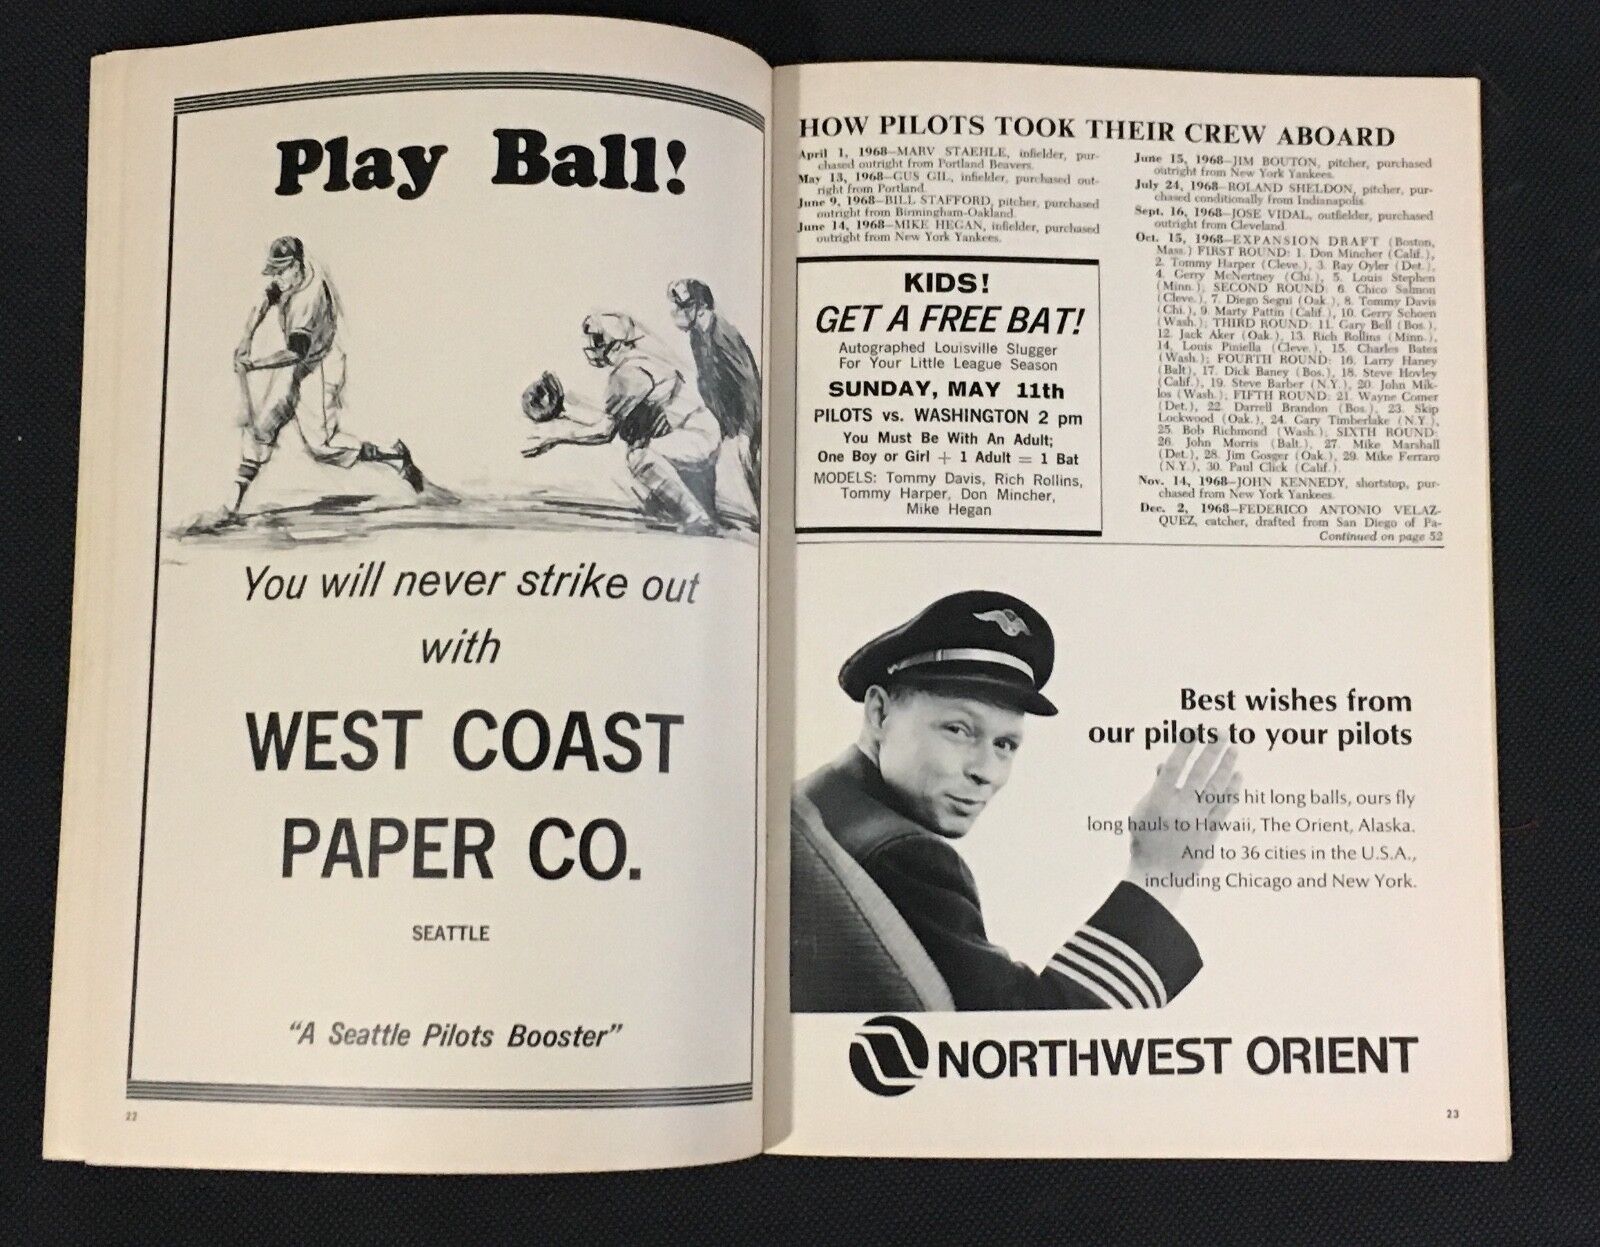 Play Ball!
You will never strike out
with
WEST COAST
PAPER CO.
SEATTLE
"A Seattle Pilots Booster"
22
HOW PILOTS TOOK THEIR CREW ABOARD
April 1, 1968—MARV STAEHLE, infielder, pur-
chased outright from Portland Beavers.
May 13, 1968—GUS GIL, infielder, purchased out-
right from Portland.
June 9, 1968—BILL STAFFORD, pitcher, purchased
outright from Birmingham-Oakland.
June 14, 1968—MIKE HEGAN, infielder, purchased
outright from New York Yankees.
KIDS!
GET A FREE BAT!
Autographed Louisville Slugger
For Your Little League Season
SUNDAY, MAY 11th
PILOTS vs. WASHINGTON 2 pm
You Must Be With An Adult;
One Boy or Girl + 1 Adult = 1 Bat
MODELS: Tommy Davis, Rich Rollins,
Tommy Harper, Don Mincher,
Mike Hegan
June 15, 1968—JIM BOUTON, pitcher, purchased
outright from New York Yankees.
July 24, 1968—ROLAND SHELDON, pitcher, pur-
chased conditionally from Indianapolis.
Sept. 16, 1968—JOSE VIDAL, outfielder, purchased
outright from Cleveland.
Oct. 15, 1968—EXPANSION DRAFT (Boston,
Mass.) FIRST ROUND: 1. Don Mincher (Calif.),
2. Tommy Harper (Cleve.), 3. Ray Oyler (Det.),
4. Gerry McNertney (Chi.), 5. Louis Stephen
(Minn.); SECOND ROUND: 6. Chico Salmon
(Cleve.), 7. Diego Segui (Oak.), 8. Tommy Davis
(Chi.), 9. Marty Pattin (Calif.), 10. Gerry Schoen
(Wash.); THIRD ROUND: 11. Gary Bell (Bos.),
12. Jack Aker (Oak.), 13. Rich Rollins (Minn.),
14. Louis Piniella (Cleve.), 15. Charles Bates
(Wash.); FOURTH ROUND: 16. Larry Haney
(Balt), 17. Dick Baney (Bos.), 18. Steve Hovley
(Calif.), 19. Steve Barber (N.Y.), 20. John Mik-
los (Wash.); FIFTH ROUND: 21. Wayne Comer
(Det.), 22. Darrell Brandon (Bos.), 23. Skip
Lockwood (Oak.), 24. Gary Timberlake (N.Y.),
25. Bob Richmond (Wash.); SIXTH ROUND:
26. John Morris (Balt.), 27. Mike Marshall
(Det.), 28. Jim Gosger (Oak.), 29. Mike Ferraro
(N.Y.), 30. Paul Click (Calif.).
Nov. 14, 1968—JOHN KENNEDY, shortstop, pur-
chased from New York Yankees.
Dec. 2, 1968—FEDERICO ANTONIO VELAZ-
QUEZ, catcher, drafted from San Diego of Pa-
Continued on page 52
Best wishes from
our pilots to your pilots
Yours hit long balls, ours fly
long hauls to Hawaii, The Orient, Alaska.
And to 36 cities in the U.S.A.,
including Chicago and New York.
NORTHWEST ORIENT
23